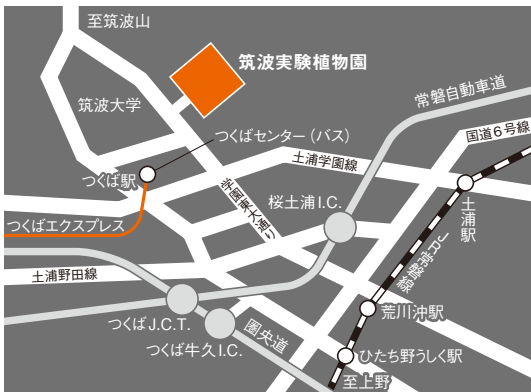 至筑波山
筑波実験植物園
筑波大学
常磐自動車道
国道6号線
つくばセンター(バス)
土浦学園線
つくば駅
学園東大通り
桜土浦I.C.
土浦駅
つくばエクスプレス
JR常磐線
土浦野田線
荒川沖駅
つくばJ.C.T.
圏央道
つくば牛久I.C.
ひたち野うしく駅
至上野